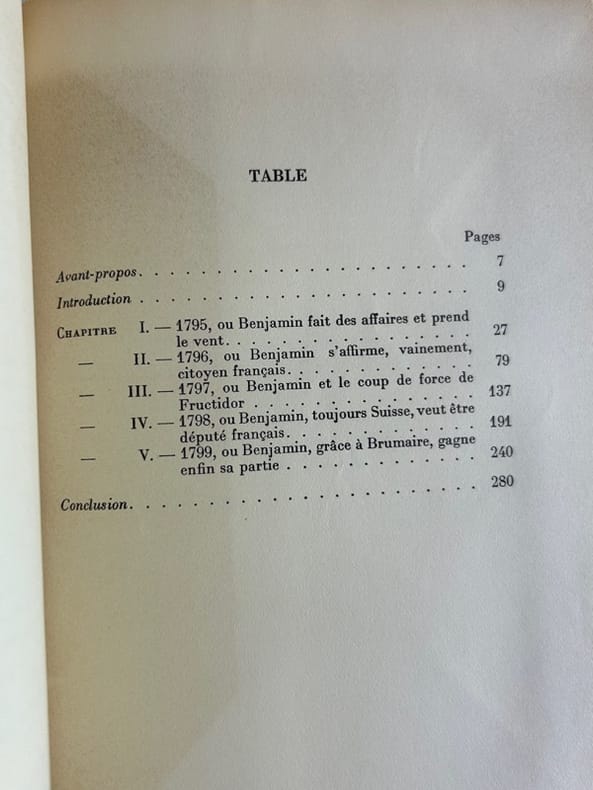 TABLE
Pages
Avant-propos. . . . . . . . . . . . . . . . . . . . . . 7
Introduction . . . . . . . . . . . . . . . . . . . . . 9
CHAPITRE I. — 1795, ou Benjamin fait des affaires et prend
le vent. . . . . . . . . . . . . . . . 27
— II. — 1796, ou Benjamin s'affirme, vainement,
citoyen français. . . . . . . . . . . . 79
— III. — 1797, ou Benjamin et le coup de force de
Fructidor . . . . . . . . . . . . . . 137
— IV. — 1798, ou Benjamin, toujours Suisse, veut être
député français. . . . . . . . . . . . 191
— V. — 1799, ou Benjamin, grâce à Brumaire, gagne
enfin sa partie . . . . . . . . . . . . 240
Conclusion. . . . . . . . . . . . . . . . . . . . . . 280